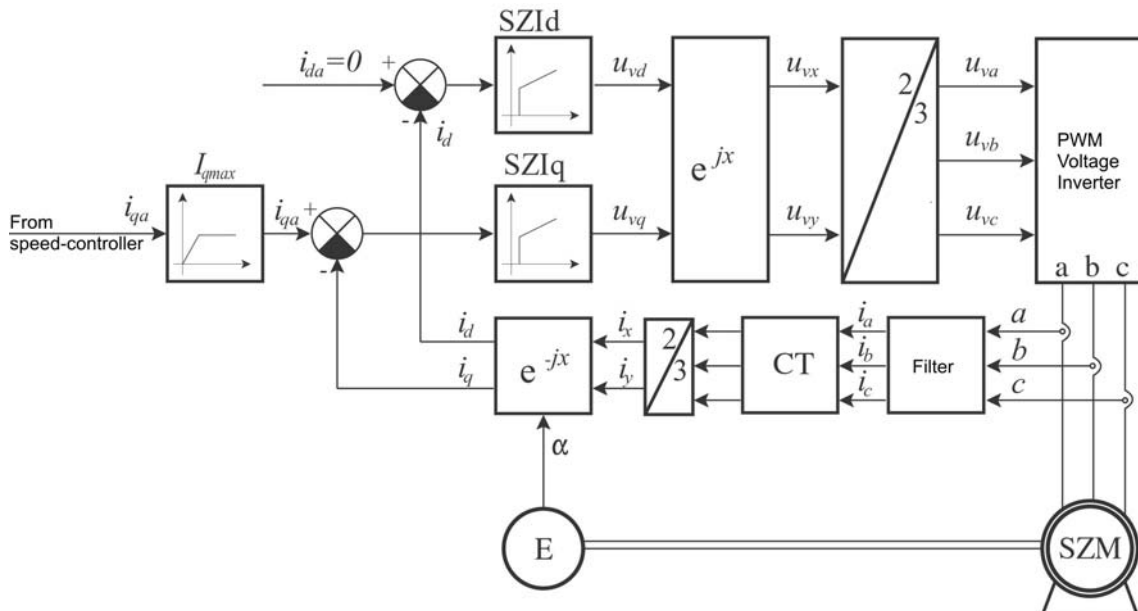 SZId
i_da=0
+
-
i_d
u_vd
u_vx
2
3
u_va
u_vb
u_vc
PWM
Voltage
Inverter
a b c
e^jx
From
speed-controller
i_qa
I_qmax
i_qa
+
-
SZIq
u_vq
u_vy
i_d
i_q
e^-jx
i_x
i_y
2
3
CT
i_a
i_b
i_c
Filter
a
b
c
α
E
SZM